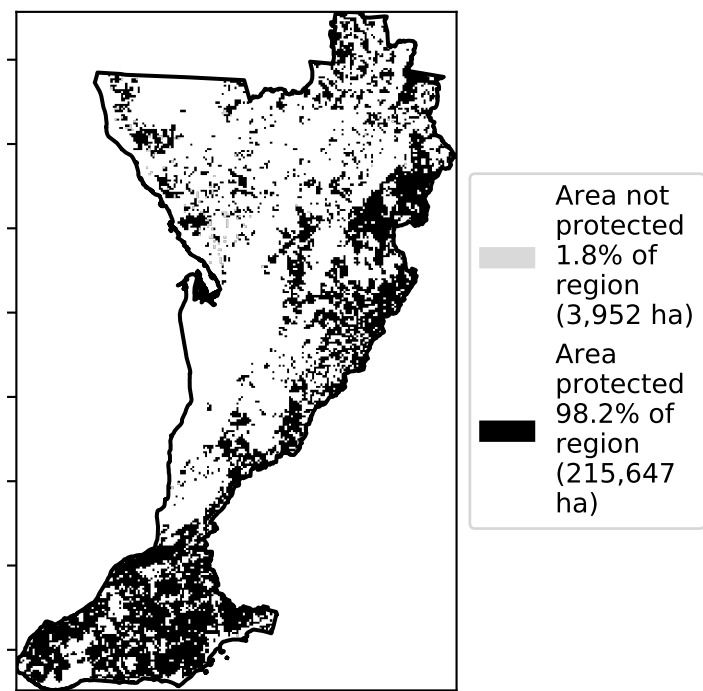 Area not
protected
1.8% of
region
(3,952 ha)
Area
protected
98.2% of
region
(215,647
ha)